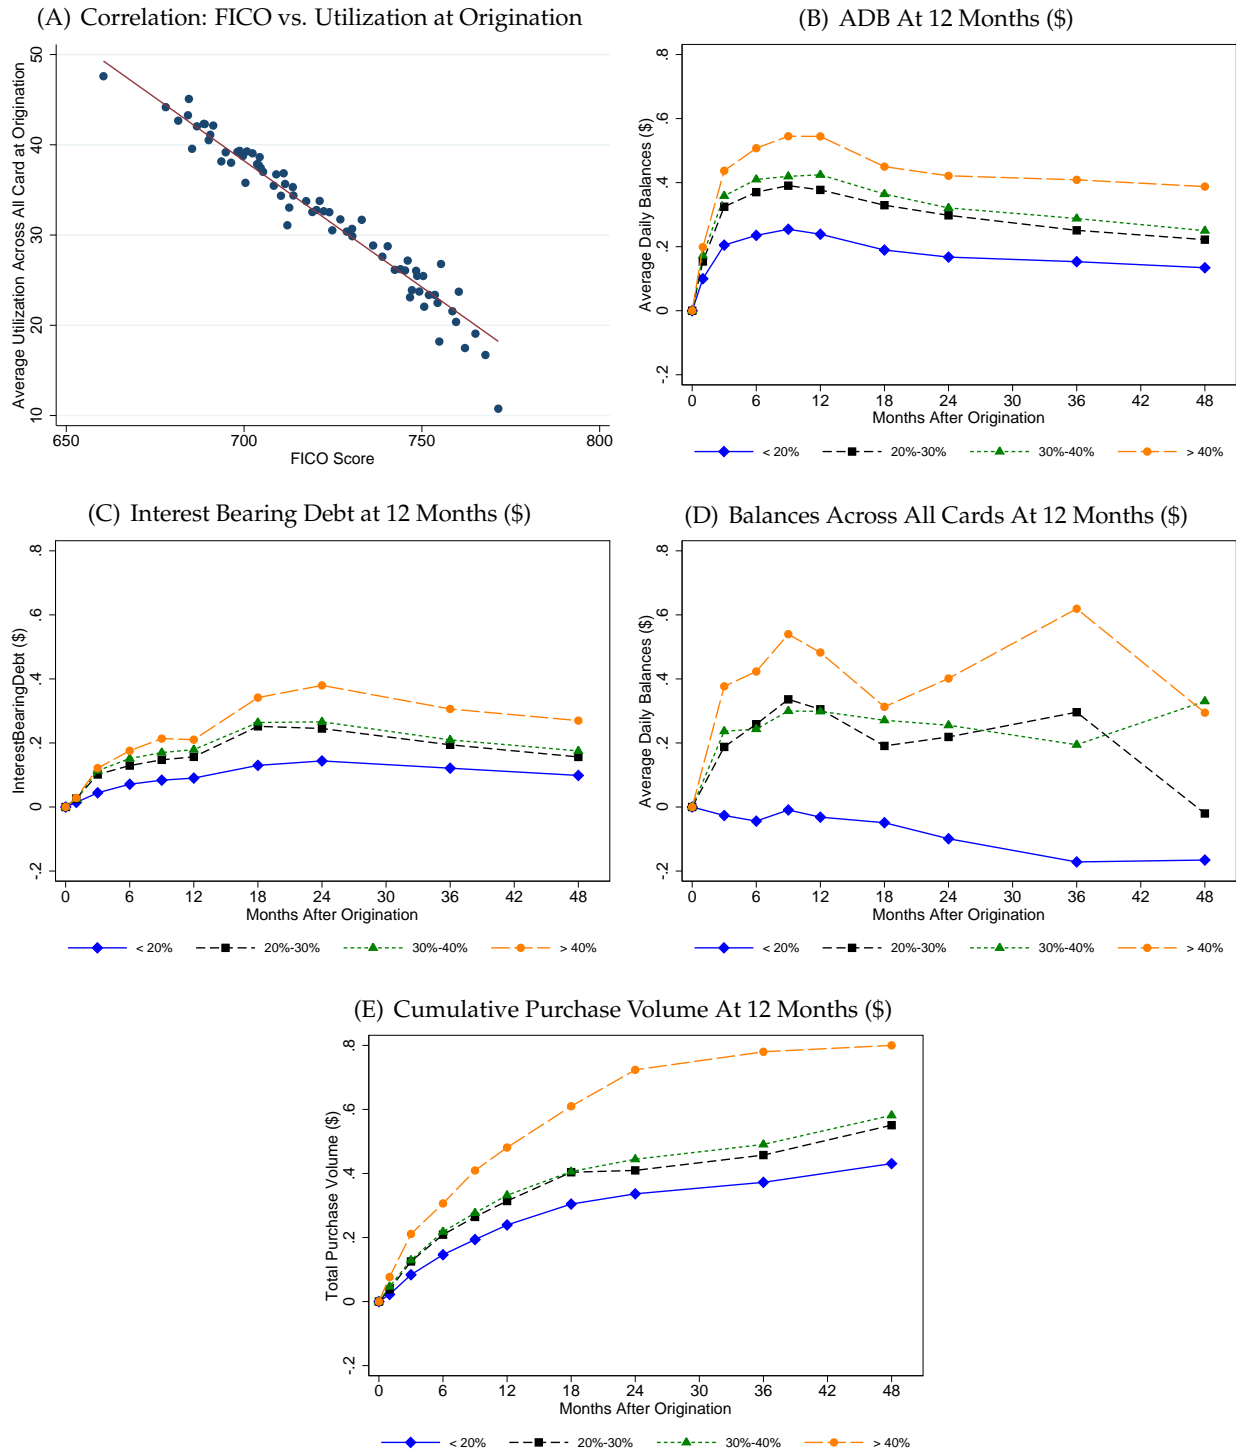 (A) Correlation: FICO vs. Utilization at Origination
Average Utilization Across All Card at Origination
50
40
30
20
10
650 700 750 800
FICO Score
(B) ADB At 12 Months ($)
Average Daily Balances ($)
.8
.6
.4
.2
0
-.2
0 6 12 18 24 30 36 42 48
Months After Origination
< 20% 20%-30% 30%-40% > 40%
(C) Interest Bearing Debt at 12 Months ($)
InterestBearingDebt ($)
.8
.6
.4
.2
0
-.2
0 6 12 18 24 30 36 42 48
Months After Origination
< 20% 20%-30% 30%-40% > 40%
(D) Balances Across All Cards At 12 Months ($)
Average Daily Balances ($)
.8
.6
.4
.2
0
-.2
0 6 12 18 24 30 36 42 48
Months After Origination
< 20% 20%-30% 30%-40% > 40%
(E) Cumulative Purchase Volume At 12 Months ($)
Total Purchase Volume ($)
.8
.6
.4
.2
0
-.2
0 6 12 18 24 30 36 42 48
Months After Origination
< 20% 20%-30% 30%-40% > 40%